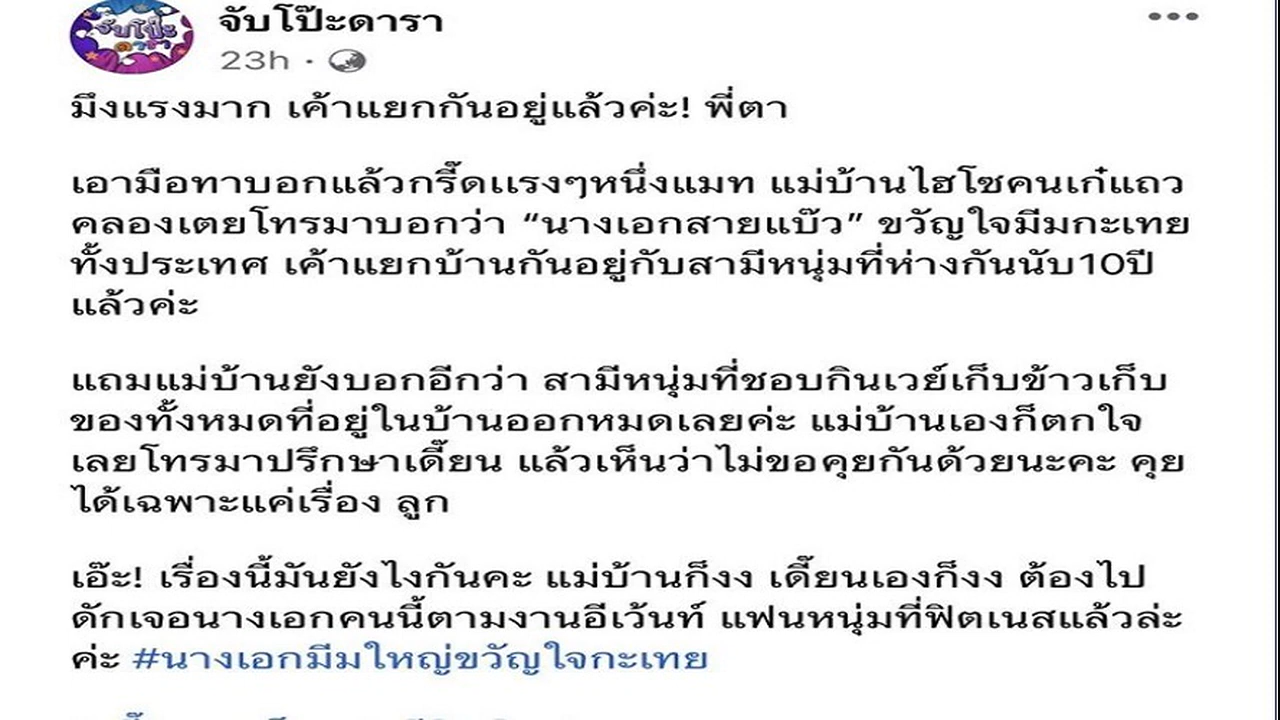 จับโป๊ะดารา
จับโป๊ะดารา
23h ·
มึงแรงมาก เค้าแยกกันอยู่แล้วค่ะ! พี่ตา
เอามือทาบอกแล้วกรี๊ดแรงๆหนึ่งแมท แม่บ้านไฮโซคนเก๋แถว
คลองเตยโทรมาบอกว่า “นางเอกสายแบ๊ว” ขวัญใจมีมกะเทย
ทั้งประเทศ เค้าแยกบ้านกันอยู่กับสามีหนุ่มที่ห่างกันนับ10ปี
แล้วค่ะ
แถมแม่บ้านยังบอกอีกว่า สามีหนุ่มที่ชอบกินเวย์เก็บข้าวเก็บ
ของทั้งหมดที่อยู่ในบ้านออกหมดเลยค่ะ แม่บ้านเองก็ตกใจ
เลยโทรมาปรึกษาเดี๊ยน แล้วเห็นว่าไม่ขอคุยกันด้วยนะคะ คุย
ได้เฉพาะแค่เรื่อง ลูก
เอ๊ะ! เรื่องนี้มันยังไงกันคะ แม่บ้านก็งง เดี๊ยนเองก็งง ต้องไป
ดักเจอนางเอกคนนี้ตามงานอีเว้นท์ แฟนหนุ่มที่ฟิตเนสแล้วล่ะ
ค่ะ #นางเอกมีมใหญ่ขวัญใจกะเทย